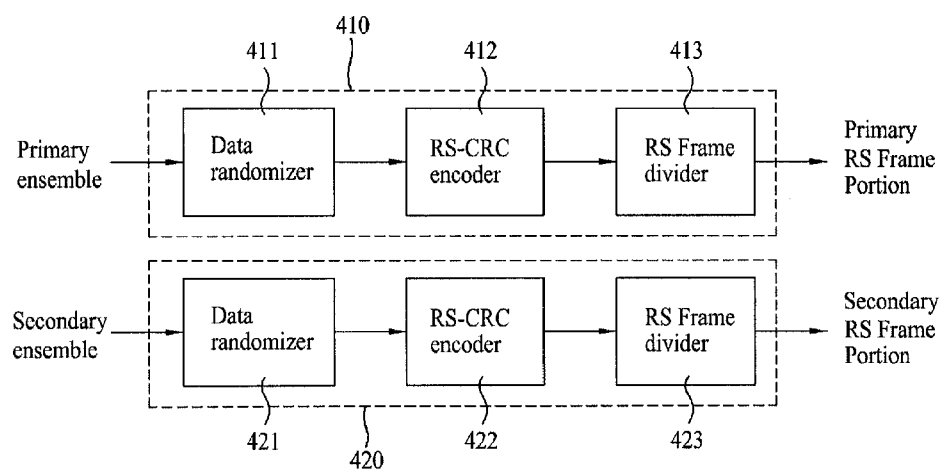 410
411
412
413
Primary
ensemble
Data
randomizer
RS-CRC
encoder
RS Frame
divider
Primary
RS Frame
Portion
Secondary
ensemble
Data
randomizer
RS-CRC
encoder
RS Frame
divider
Secondary
RS Frame
Portion
421
420
422
423